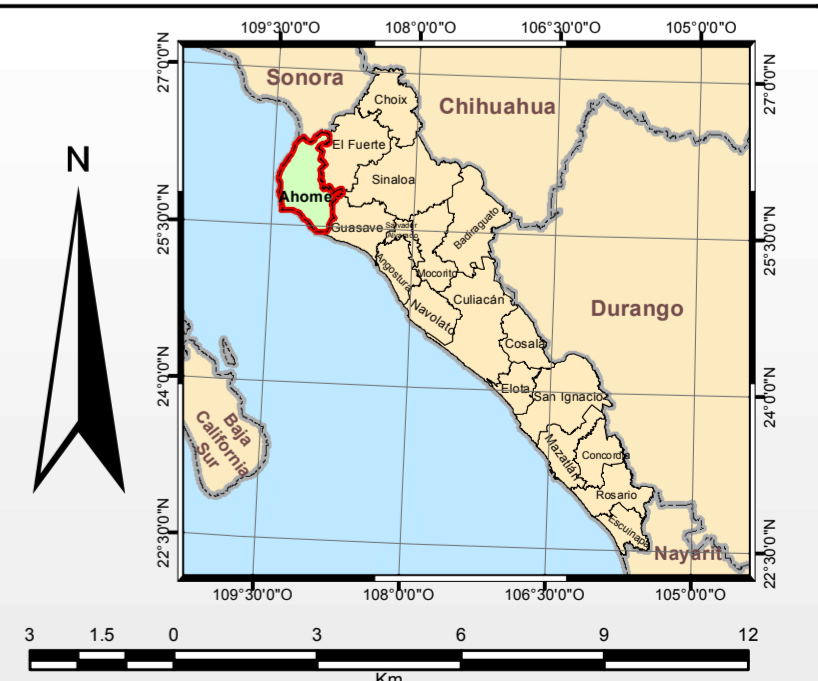 109°30'0"O 108°0'0"O 106°30'0"O 105°0'0"O
27°0'0"N
27°0'0"N
Sonora
Choix
Chihuahua
N
El Fuerte
Sinaloa
Ahome
25°30'0"N
Guasave
Salvador
Alvarado
Badiraguato
25°30'0"N
Angostura
Mocorito
Culiacán
Navolato
Durango
Cosala
24°0'0"N
Elota
San Ignacio
24°0'0"N
Baja
California
Sur
Mazatlán
Concordia
Rosario
Escuinapa
22°30'0"N
Nayarit
22°30'0"N
109°30'0"O 108°0'0"O 106°30'0"O 105°0'0"O
3 1.5 0 3 6 9 12
Km